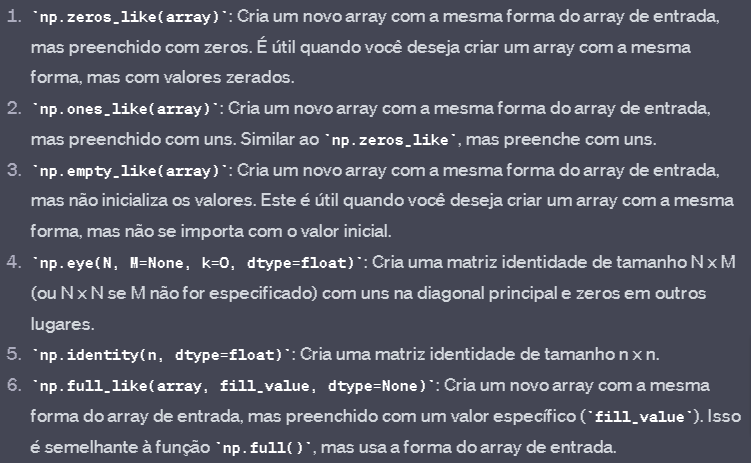 1. `np.zeros_like(array)`: Cria um novo array com a mesma forma do array de entrada,
mas preenchido com zeros. É útil quando você deseja criar um array com a mesma
forma, mas com valores zerados.
2. `np.ones_like(array)`: Cria um novo array com a mesma forma do array de entrada,
mas preenchido com uns. Similar ao `np.zeros_like`, mas preenche com uns.
3. `np.empty_like(array)`: Cria um novo array com a mesma forma do array de entrada,
mas não inicializa os valores. Este é útil quando você deseja criar um array com a mesma
forma, mas não se importa com o valor inicial.
4. `np.eye(N, M=None, k=0, dtype=float)`: Cria uma matriz identidade de tamanho N x M
(ou N x N se M não for especificado) com uns na diagonal principal e zeros em outros
lugares.
5. `np.identity(n, dtype=float)`: Cria uma matriz identidade de tamanho n x n.
6. `np.full_like(array, fill_value, dtype=None)`: Cria um novo array com a mesma
forma do array de entrada, mas preenchido com um valor específico (`fill_value`). Isso
é semelhante à função `np.full()`, mas usa a forma do array de entrada.